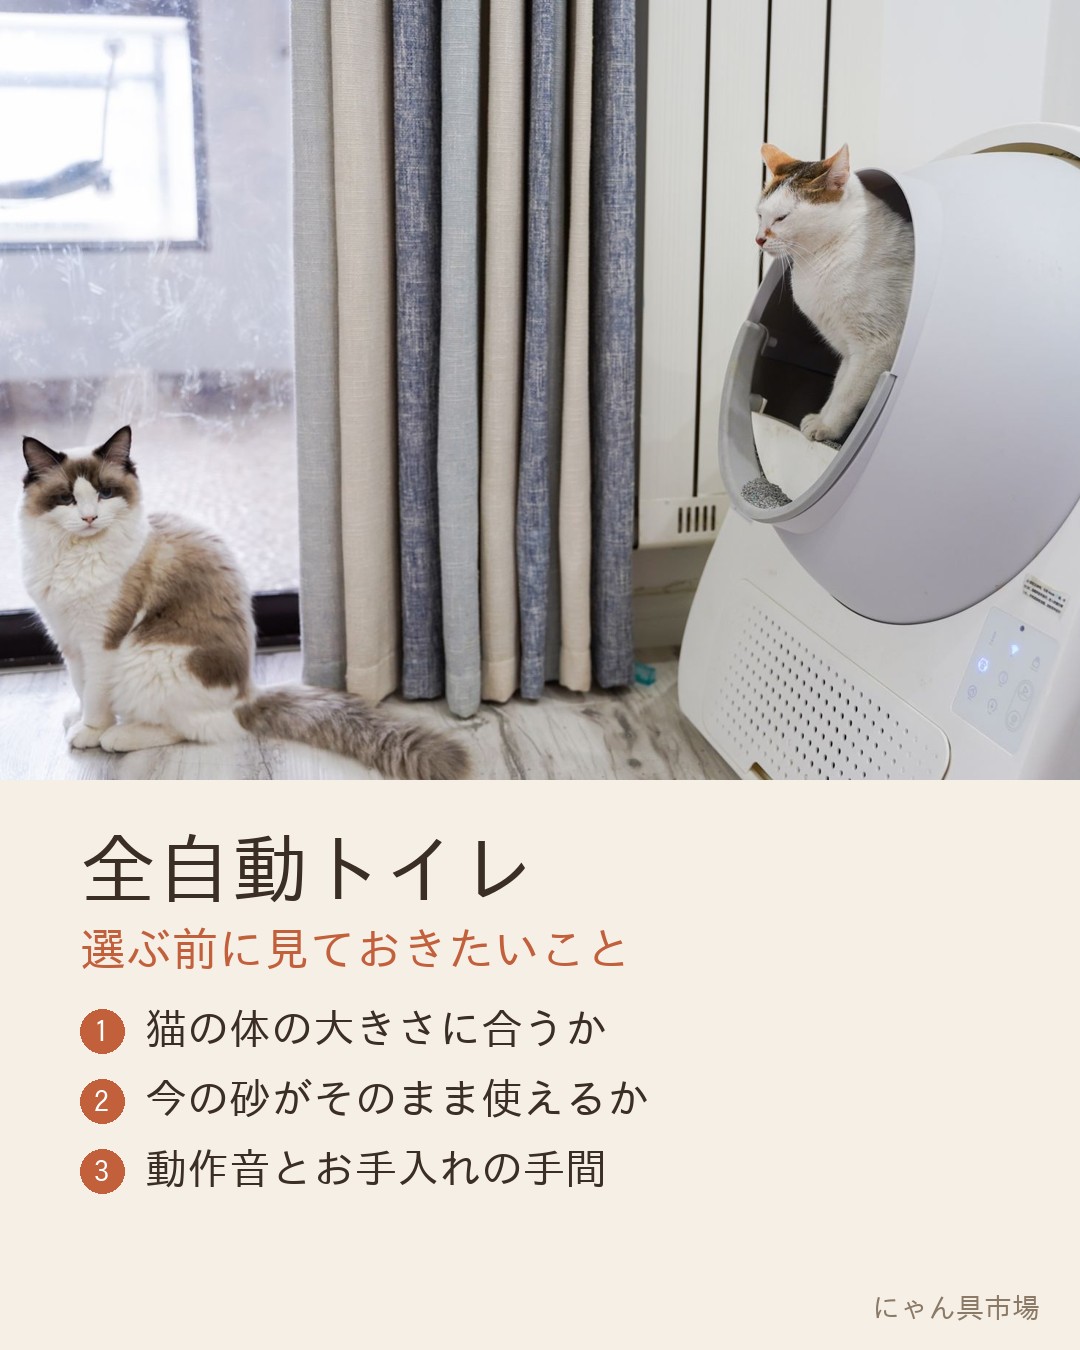 全自動トイレ
選ぶ前に見ておきたいこと
1 猫の体の大きさに合うか
2 今の砂がそのまま使えるか
3 動作音とお手入れの手間
にゃん具市場